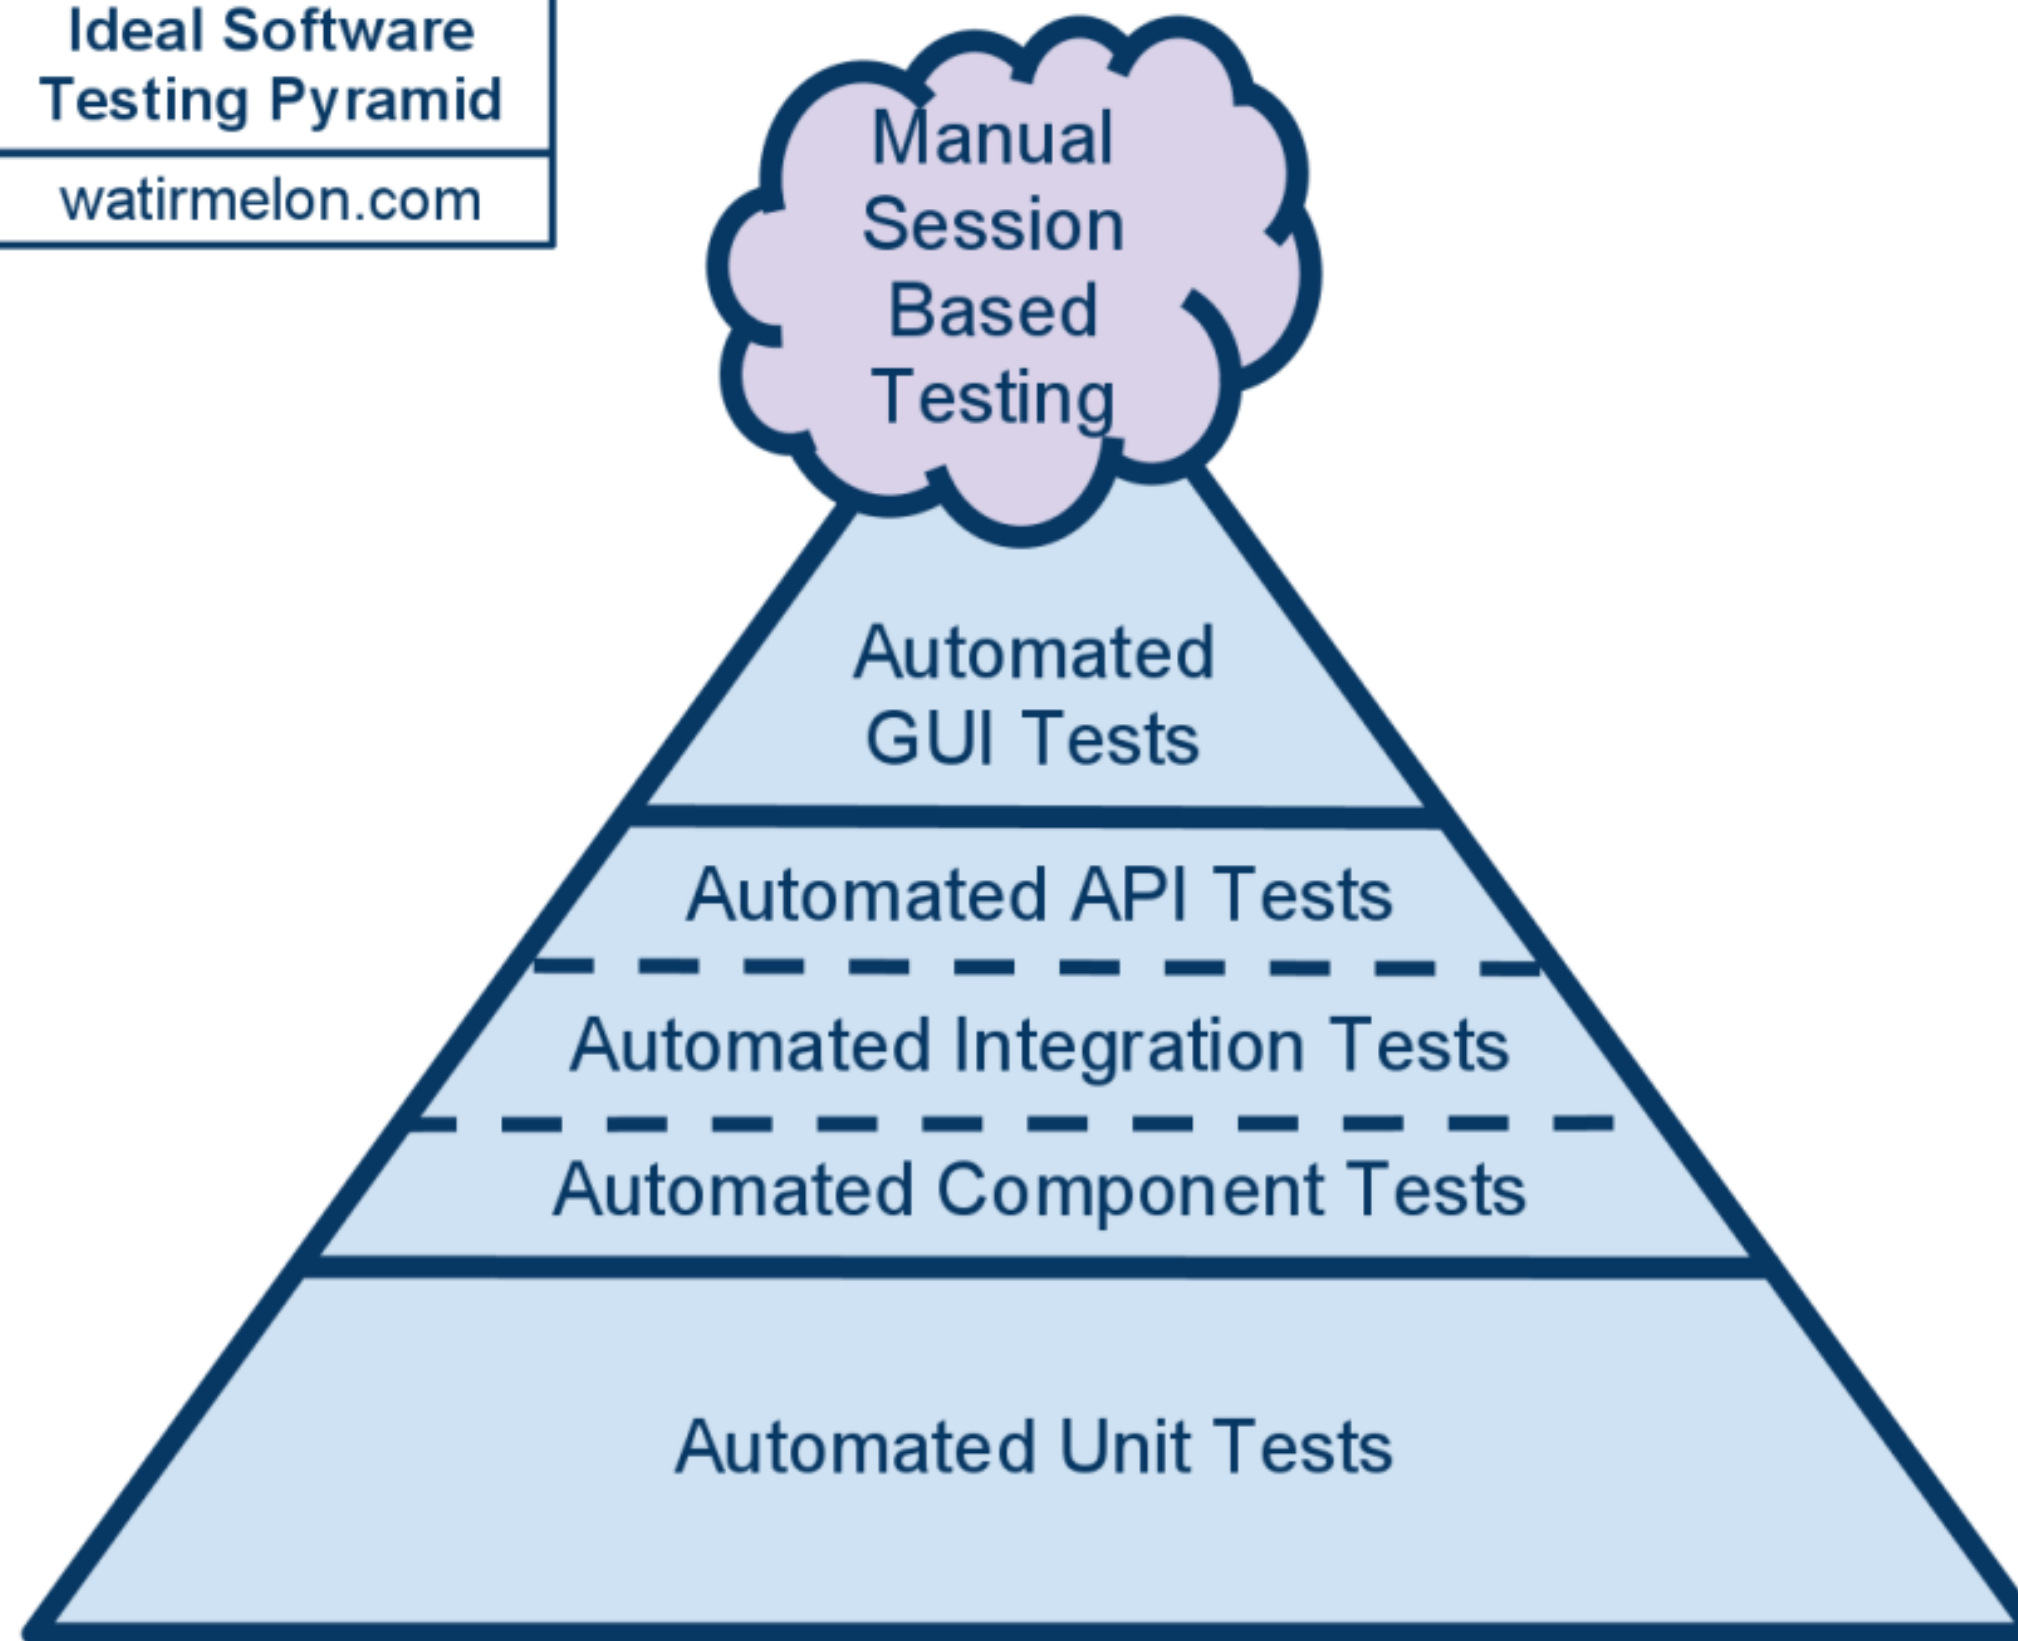 Ideal Software
Testing Pyramid
watirmelon.com
Manual
Session
Based
Testing
Automated
GUI Tests
Automated API Tests
Automated Integration Tests
Automated Component Tests
Automated Unit Tests